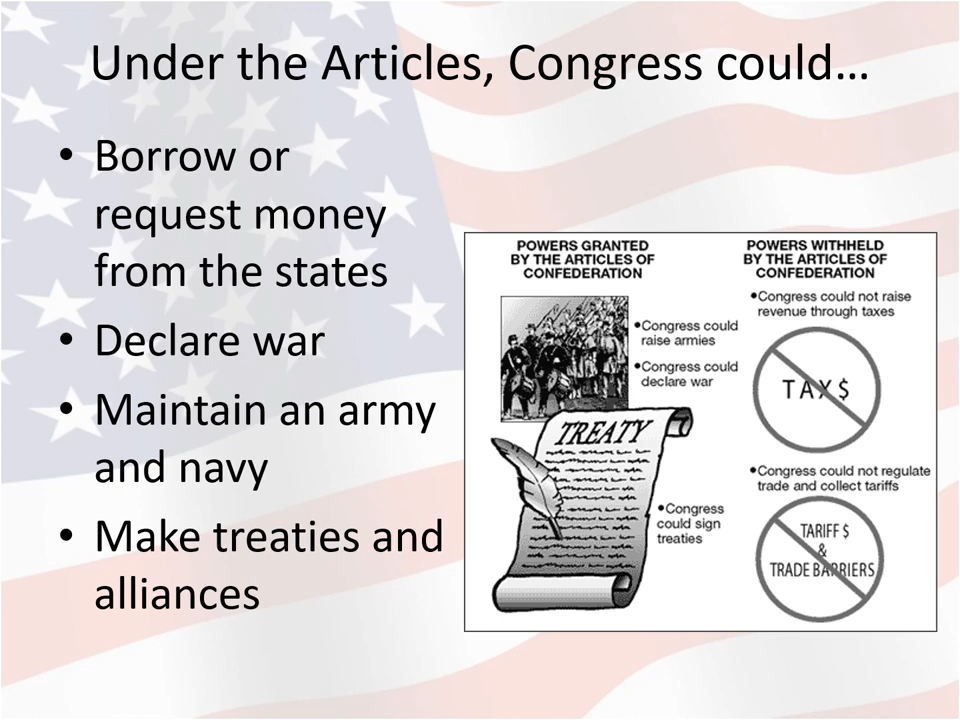 Under the Articles, Congress could…
• Borrow or
request money
from the states
• Declare war
• Maintain an army
and navy
• Make treaties and
alliances
POWERS GRANTED
BY THE ARTICLES OF
CONFEDERATION
•Congress could
raise armies
•Congress could
declare war
TREATY
•Congress
could sign
treaties
POWERS WITHHELD
BY THE ARTICLES OF
CONFEDERATION
•Congress could not raise
revenue through taxes
TAX$
•Congress could not regulate
trade and collect tariffs
TARIFF $
&
TRADE BARRIERS